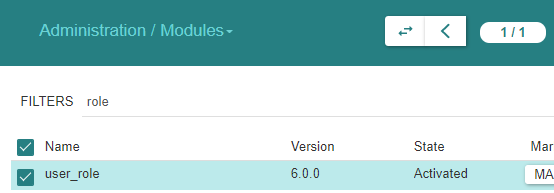 Administration / Modules
1 / 1
FILTERS role
Name Version State Mar
user_role 6.0.0 Activated MA